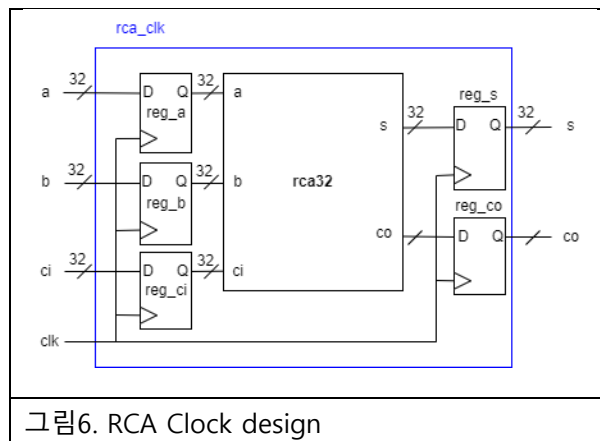 rca_clk
a 32 D Q 32 a
reg_a
s 32 D Q 32 s
reg_s
b 32 D Q 32 b
reg_b
rca32
reg_co
co D Q co
ci 32 D Q 32 ci
reg_ci
clk
그림6. RCA Clock design